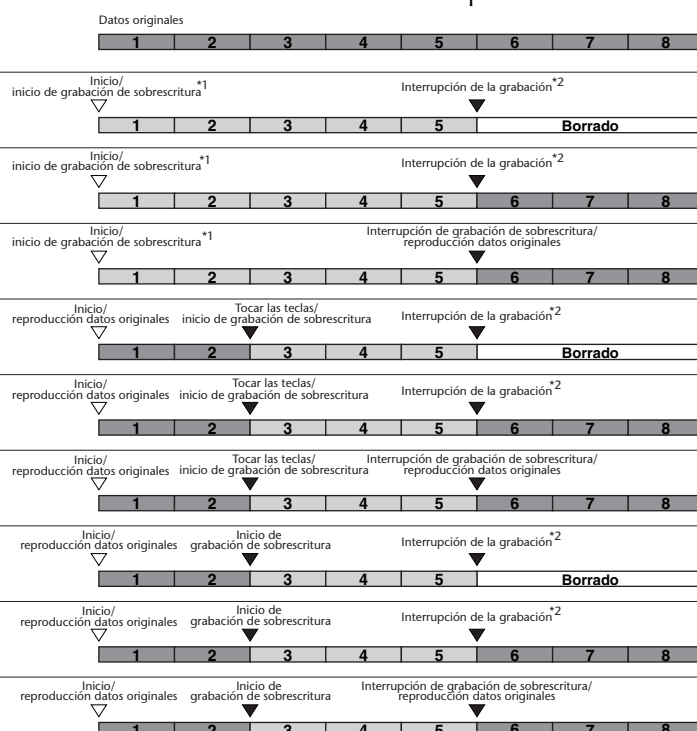 Datos originales
1 2 3 4 5 6 7 8
Inicio/
inicio de grabación de sobrescritura*1 Interrupción de la grabación*2
1 2 3 4 5 Borrado
Inicio/
inicio de grabación de sobrescritura*1 Interrupción de la grabación*2
1 2 3 4 5 6 7 8
Inicio/ Interrupción de grabación de sobrescritura/
inicio de grabación de sobrescritura*1 reproducción datos originales
1 2 3 4 5 6 7 8
Inicio/ Tocar las teclas/
reproducción datos originales inicio de grabación de sobrescritura Interrupción de la grabación*2
1 2 3 4 5 Borrado
Inicio/ Tocar las teclas/
reproducción datos originales inicio de grabación de sobrescritura Interrupción de la grabación*2
1 2 3 4 5 6 7 8
Inicio/ Tocar las teclas/ Interrupción de grabación de sobrescritura/
reproducción datos originales inicio de grabación de sobrescritura reproducción datos originales
1 2 3 4 5 6 7 8
Inicio/ Inicio de
reproducción datos originales grabación de sobrescritura Interrupción de la grabación*2
1 2 3 4 5 Borrado
Inicio/ Inicio de
reproducción datos originales grabación de sobrescritura Interrupción de la grabación*2
1 2 3 4 5 6 7 8
Inicio/ Inicio de Interrupción de grabación de sobrescritura/
reproducción datos originales grabación de sobrescritura reproducción datos originales
1 2 3 4 5 6 7 8